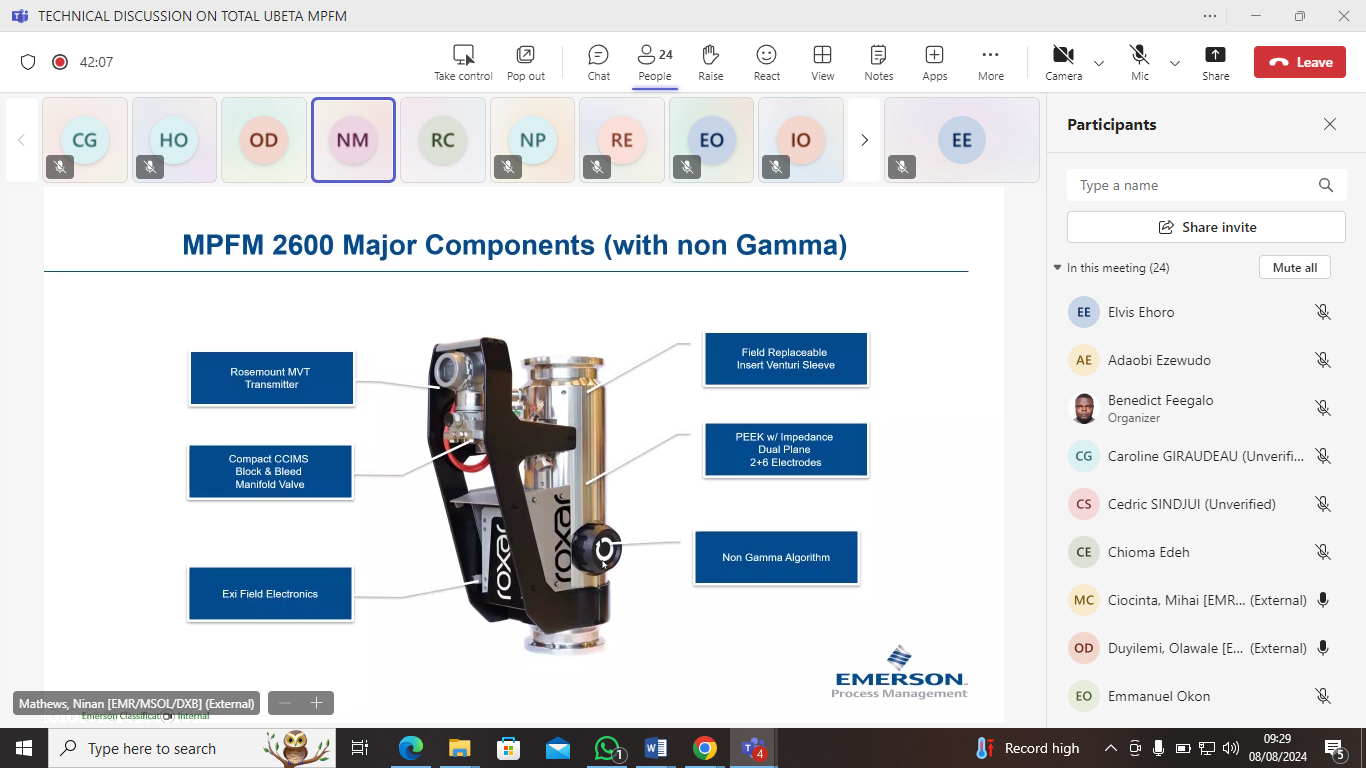 TECHNICAL DISCUSSION ON TOTAL UBETA MPFM
42:07
Take control
Pop out
Chat
24
People
Raise
React
View
Notes
Apps
More
Camera
Mic
Share
Leave
CG
HO
OD
NM
RC
NP
RE
EO
IO
EE
Participants
Type a name
Share invite
In this meeting (24)
Mute all
EE
Elvis Ehoro
AE
Adaobi Ezewudo
Benedict Feegalo
Organizer
CG
Caroline GIRAUDEAU (Unverifi...
CS
Cedric SINDJUI (Unverified)
CE
Chioma Edeh
MC
Ciocinta, Mihai [EMR... (External)
OD
Duyilemi, Olawale [E... (External)
EO
Emmanuel Okon
MPFM 2600 Major Components (with non Gamma)
Rosemount MVT
Transmitter
Compact CCIMS
Block & Bleed
Manifold Valve
Exi Field Electronics
Field Replaceable
Insert Venturi Sleeve
PEEK w/ Impedance
Dual Plane
2+6 Electrodes
Non Gamma Algorithm
roxar
roxar
EMERSON
Process Management
Mathews, Ninan [EMR/MSOL/DXB] (External)
Internal
Type here to search
1
4
Record high
09:29
08/08/2024
5